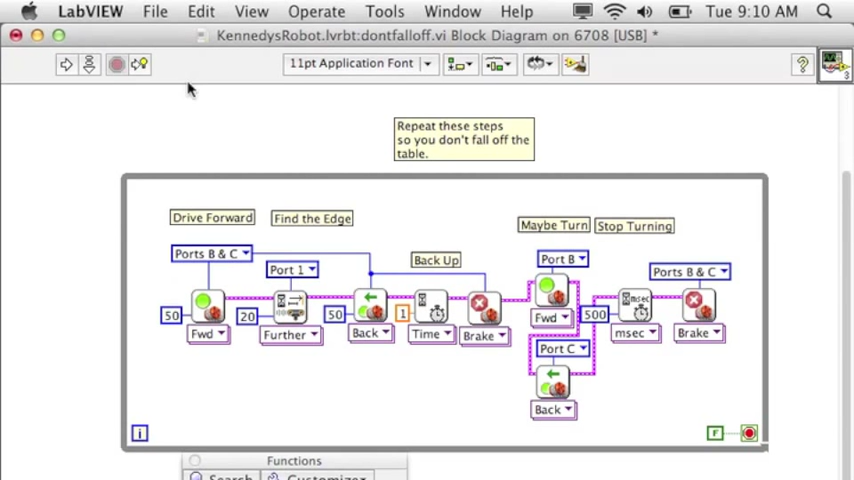 LabVIEW File Edit View Operate Tools Window Help Tue 9:10 AM
KennedysRobot.lvrbt:dontfalloff.vi Block Diagram on 6708 [USB] *
11pt Application Font
?
3
Repeat these steps
so you don't fall off the
table.
Drive Forward
Find the Edge
Maybe Turn
Stop Turning
Ports B & C
Back Up
Port B
Port 1
Ports B & C
50
20
50
1
Fwd
500
msec
Fwd
Further
Back
Time
Brake
msec
Brake
Port C
Back
i
F
Functions
Search
Customize